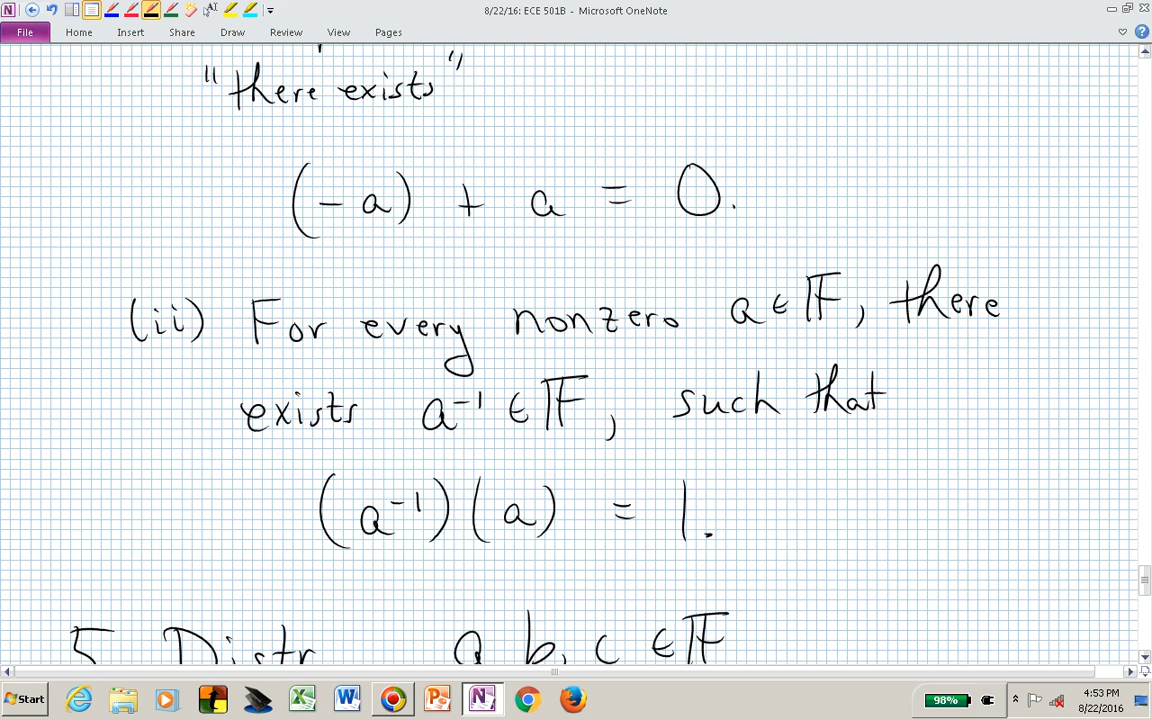 8/22/16: ECE 501B - Microsoft OneNote
File Home Insert Share Draw Review View Pages
"there exists"
(-a) + a = 0.
(ii) For every nonzero a ∈ 𝔽, there
exists a⁻¹ ∈ 𝔽, such that
(a⁻¹)(a) = 1.
5. Distr a, b, c ∈ 𝔽
Start
98%
4:53 PM
8/22/2016